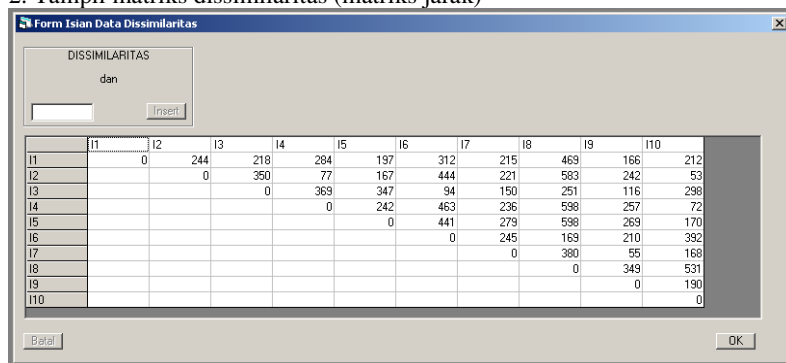 2. Tampil matriks dissimilaritas (matriks jarak)
Form Isian Data Dissimilaritas
DISSIMILARITAS
dan
Insert
I1 I2 I3 I4 I5 I6 I7 I8 I9 I10
I1 0 244 218 284 197 312 215 469 166 212
I2 0 350 77 167 444 221 583 242 53
I3 0 369 347 94 150 251 116 298
I4 0 242 463 236 598 257 72
I5 0 441 279 598 269 170
I6 0 245 169 210 392
I7 0 380 55 168
I8 0 349 531
I9 0 190
I10 0
Batal OK